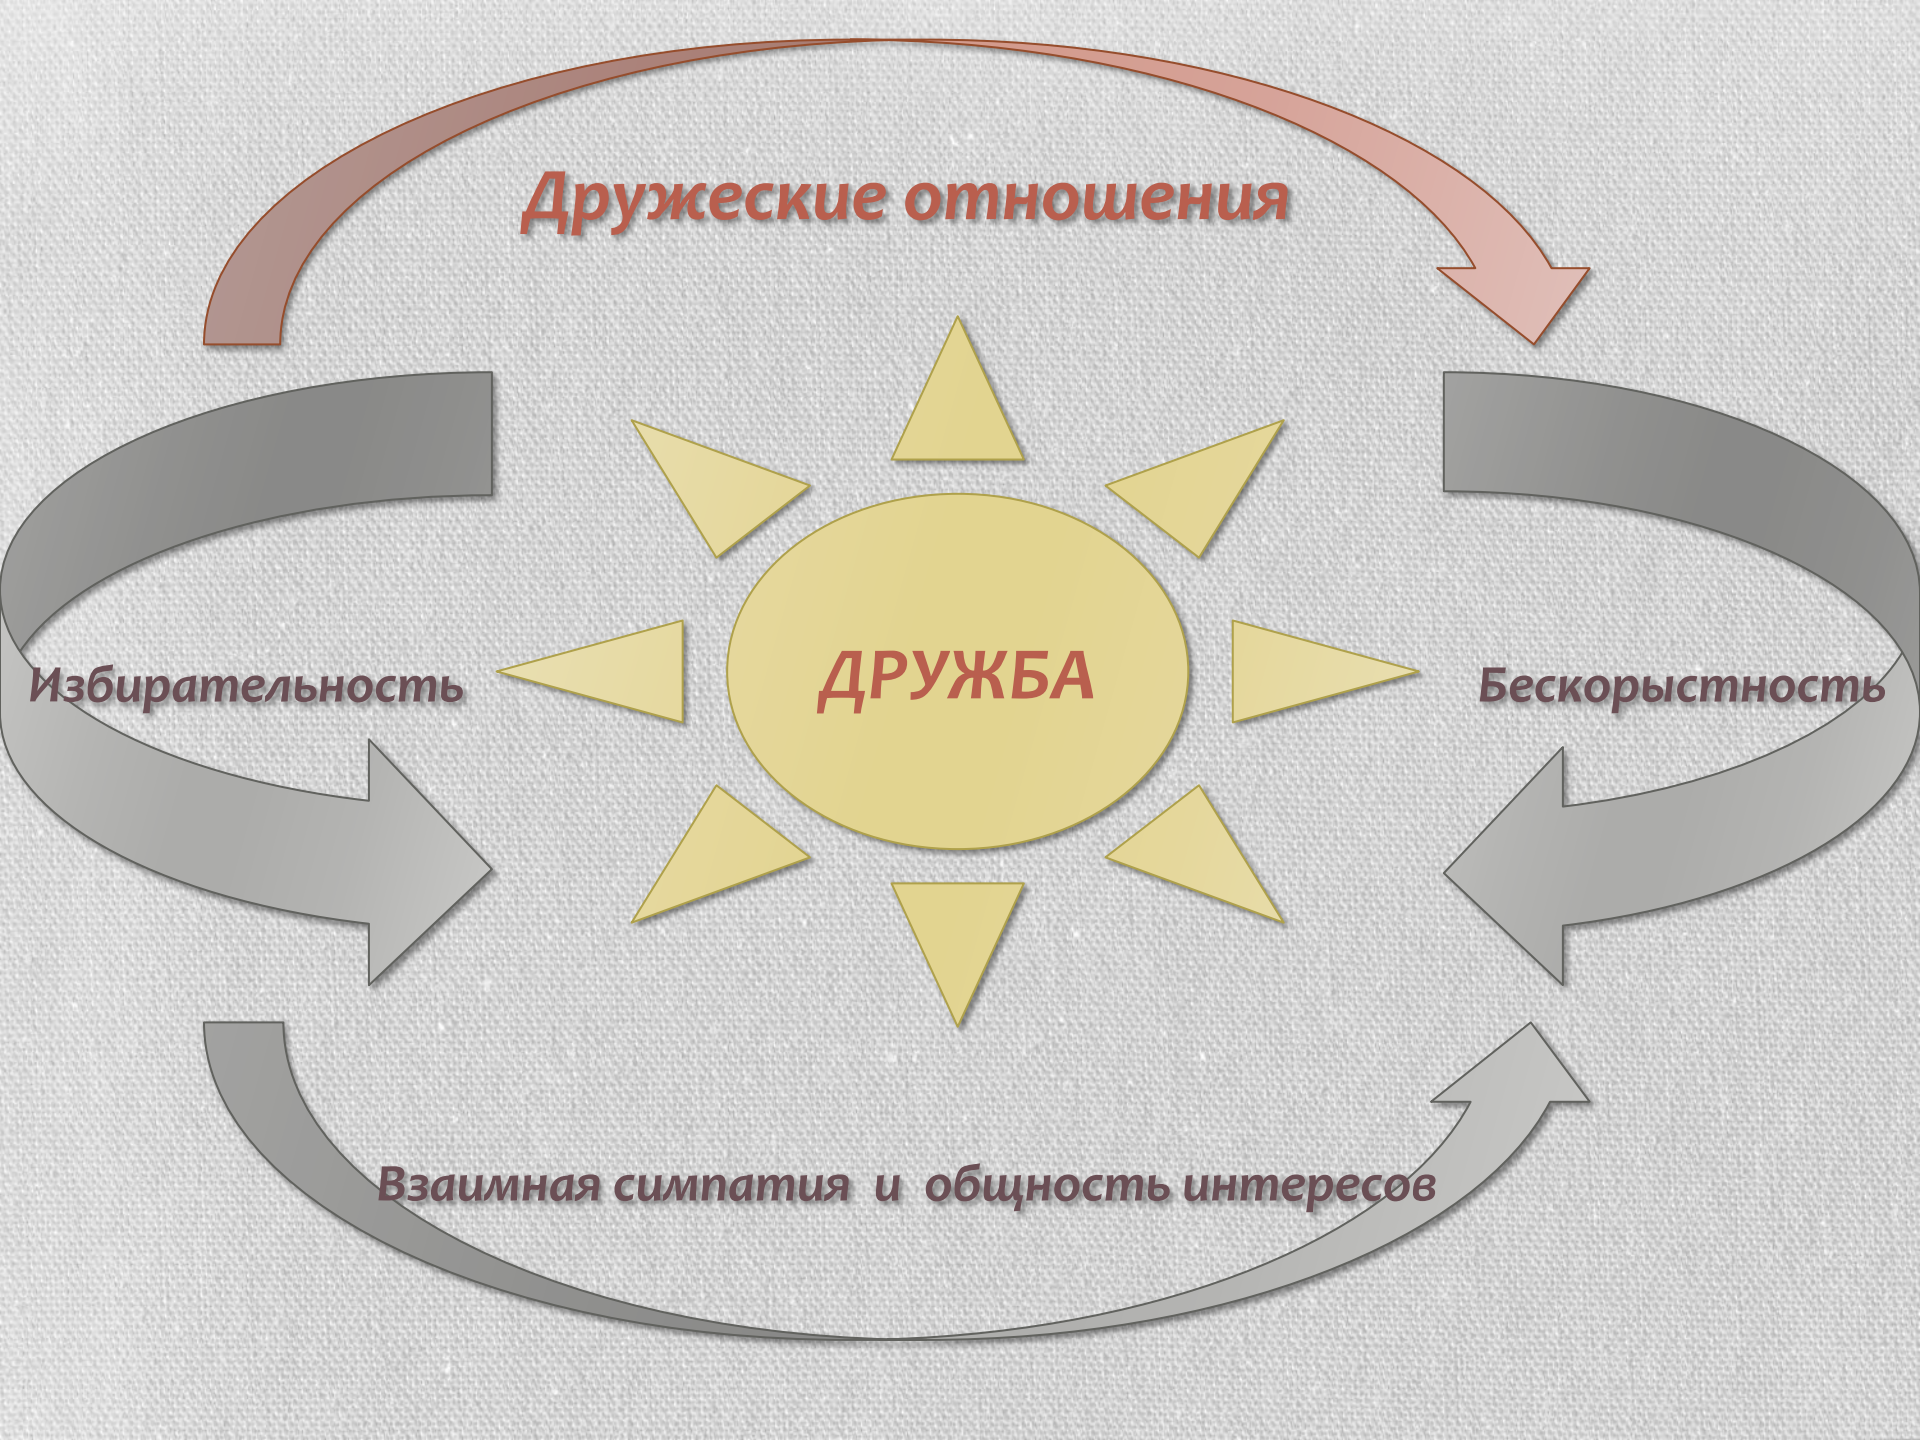 Дружеские отношения
ДРУЖБА
Избирательность
Бескорыстность
Взаимная симпатия и общность интересов